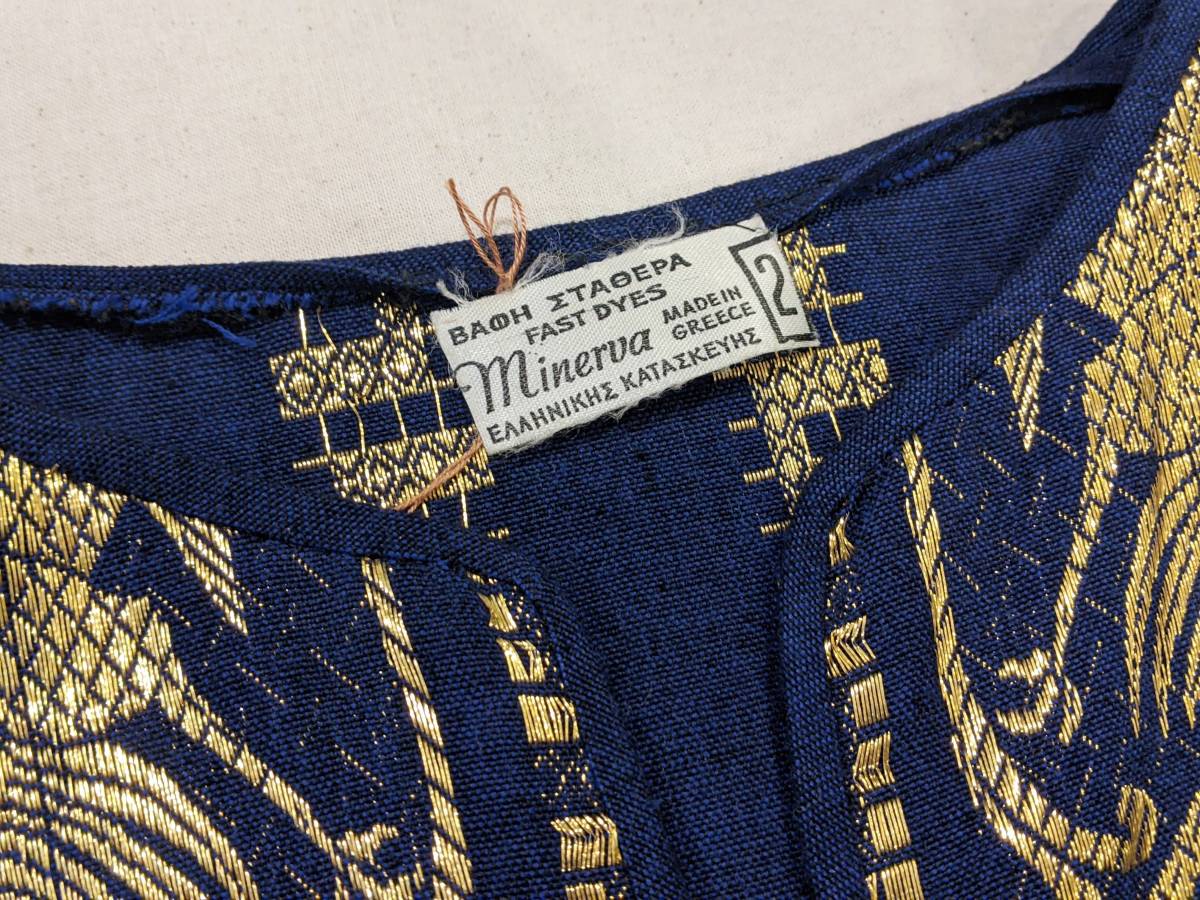 ΒΑΦΗ ΣΤΑΘΕΡΑ
FAST DYES
Minerva MADE IN
GREECE
ΕΛΛΗΝΙΚΗΣ ΚΑΤΑΣΚΕΥΗΣ
2